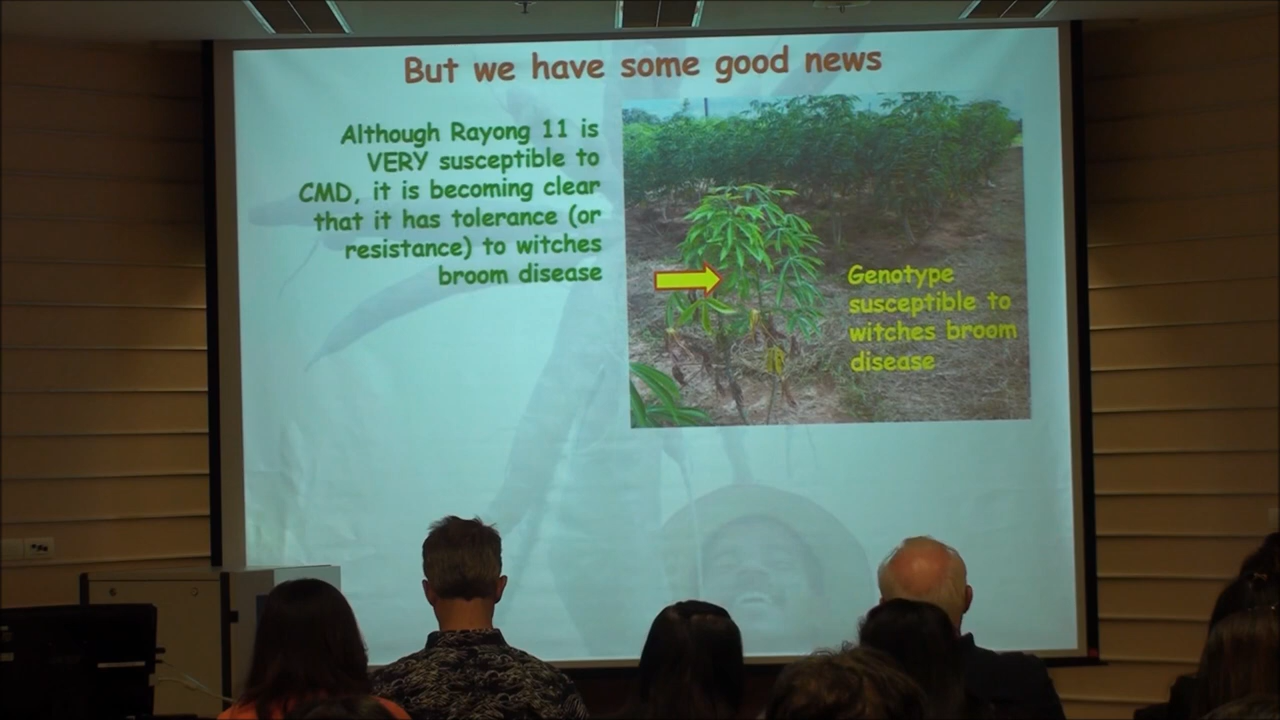 But we have some good news
Although Rayong 11 is
VERY susceptible to
CMD, it is becoming clear
that it has tolerance (or
resistance) to witches
broom disease
Genotype
susceptible to
witches broom
disease